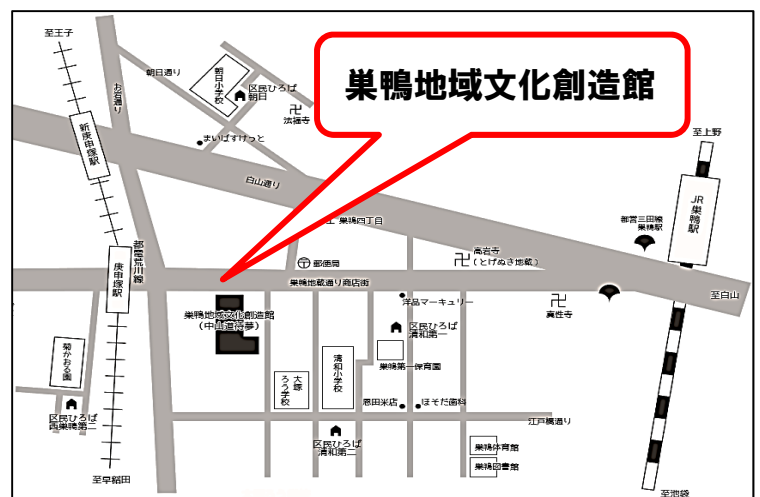 巣鴨地域文化創造館
至王子
朝日通り
お岩通り
朝日小学校
区民ひろば
朝日
法福寺
まいばすけっと
新庚申塚駅
白山通り
至上野
JR
巣鴨駅
都営三田線
巣鴨駅
巣鴨四丁目
高岩寺
(とげぬき地蔵)
都電荒川線
庚申塚駅
郵便局
巣鴨地蔵通り商店街
洋品マーキュリー
真性寺
至白山
巣鴨地域文化創造館
(中山道待夢)
区民ひろば
清和第一
巣鴨第一保育園
菊かおる園
大塚
ろう学校
清和小学校
恩田米店
ほそだ歯科
江戸橋通り
区民ひろば
西巣鴨第二
区民ひろば
清和第二
巣鴨体育館
巣鴨図書館
至早稲田
至池袋